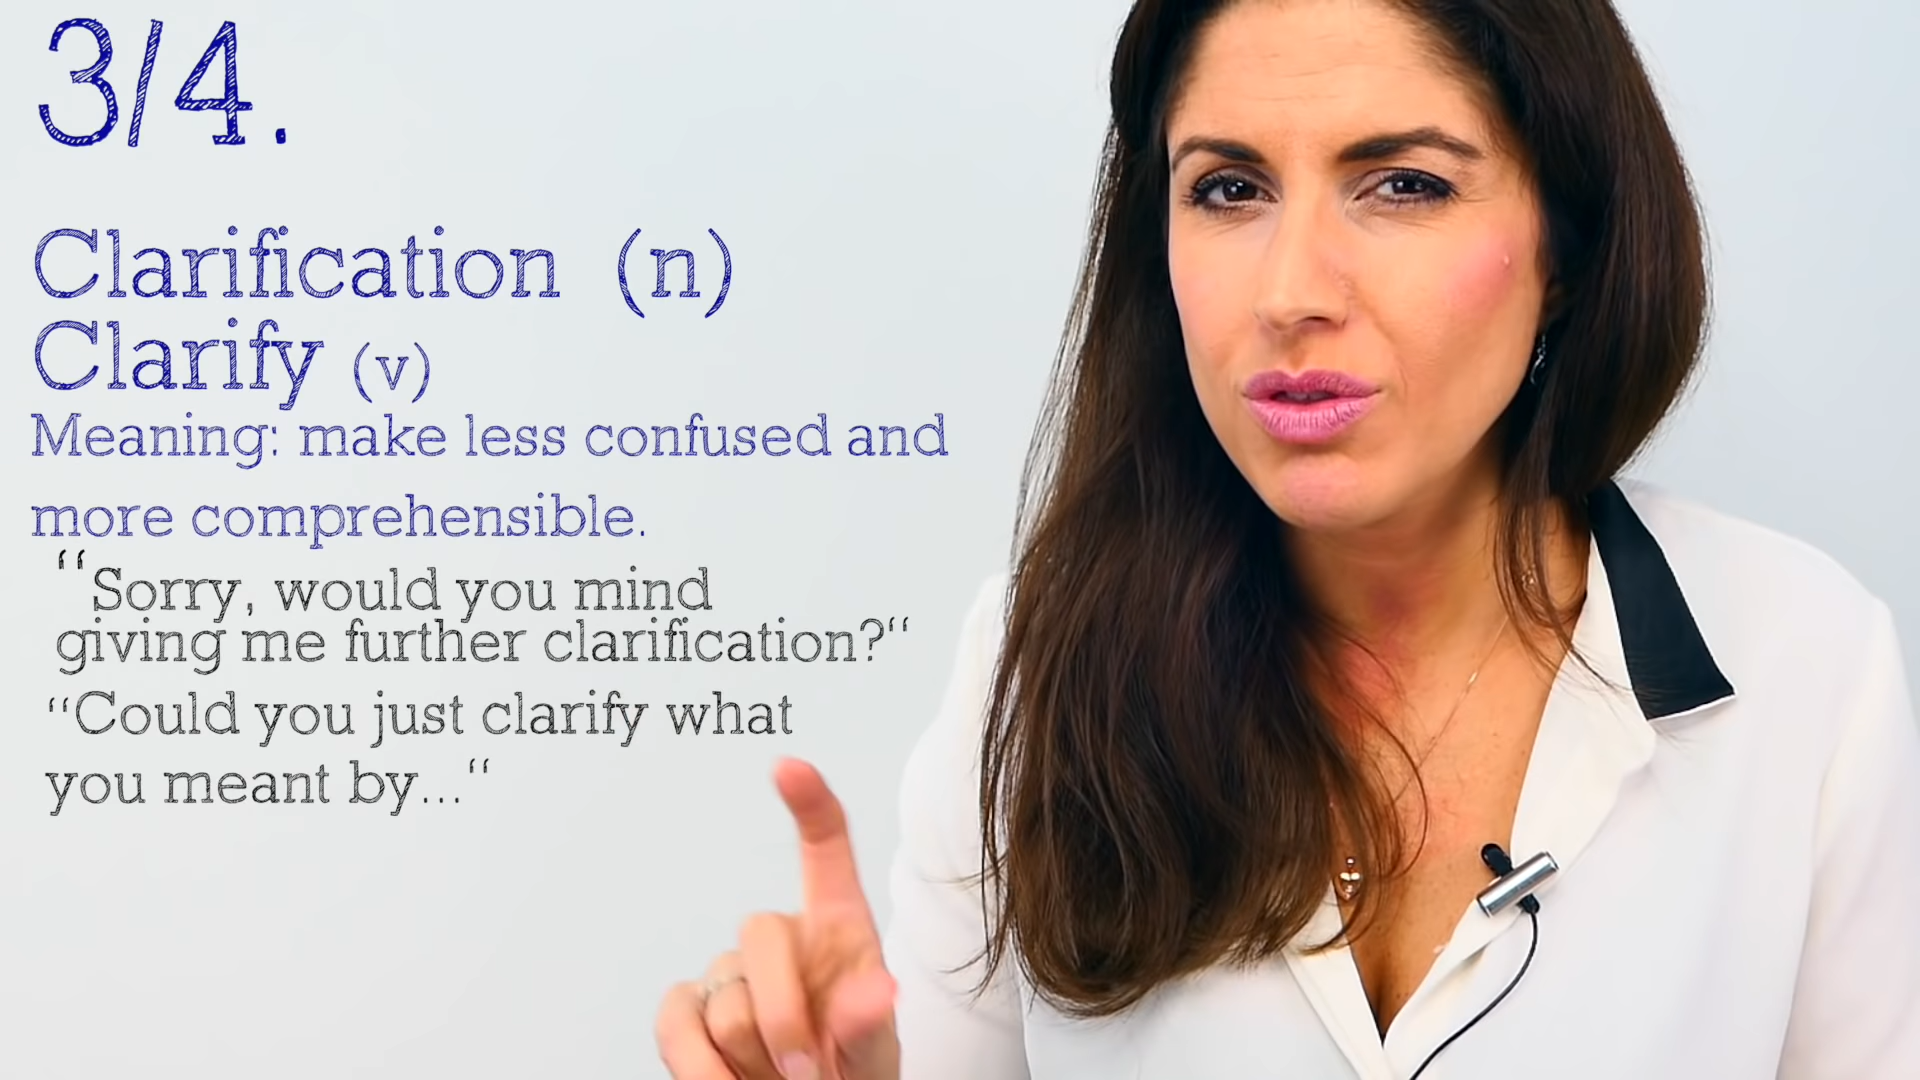 3/4.
Clarification (n)
Clarify (v)
Meaning: make less confused and
more comprehensible.
“Sorry, would you mind
giving me further clarification?“
“Could you just clarify what
you meant by...“